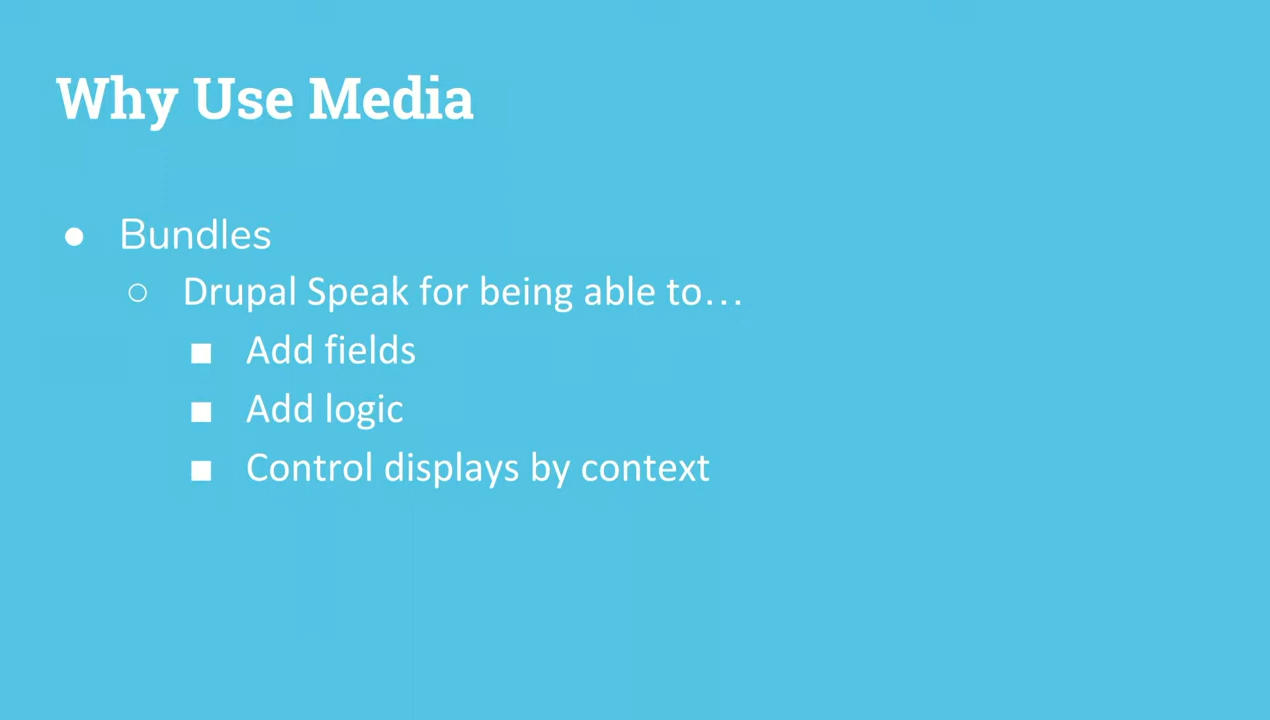 Why Use Media
● Bundles
○ Drupal Speak for being able to…
■ Add fields
■ Add logic
■ Control displays by context